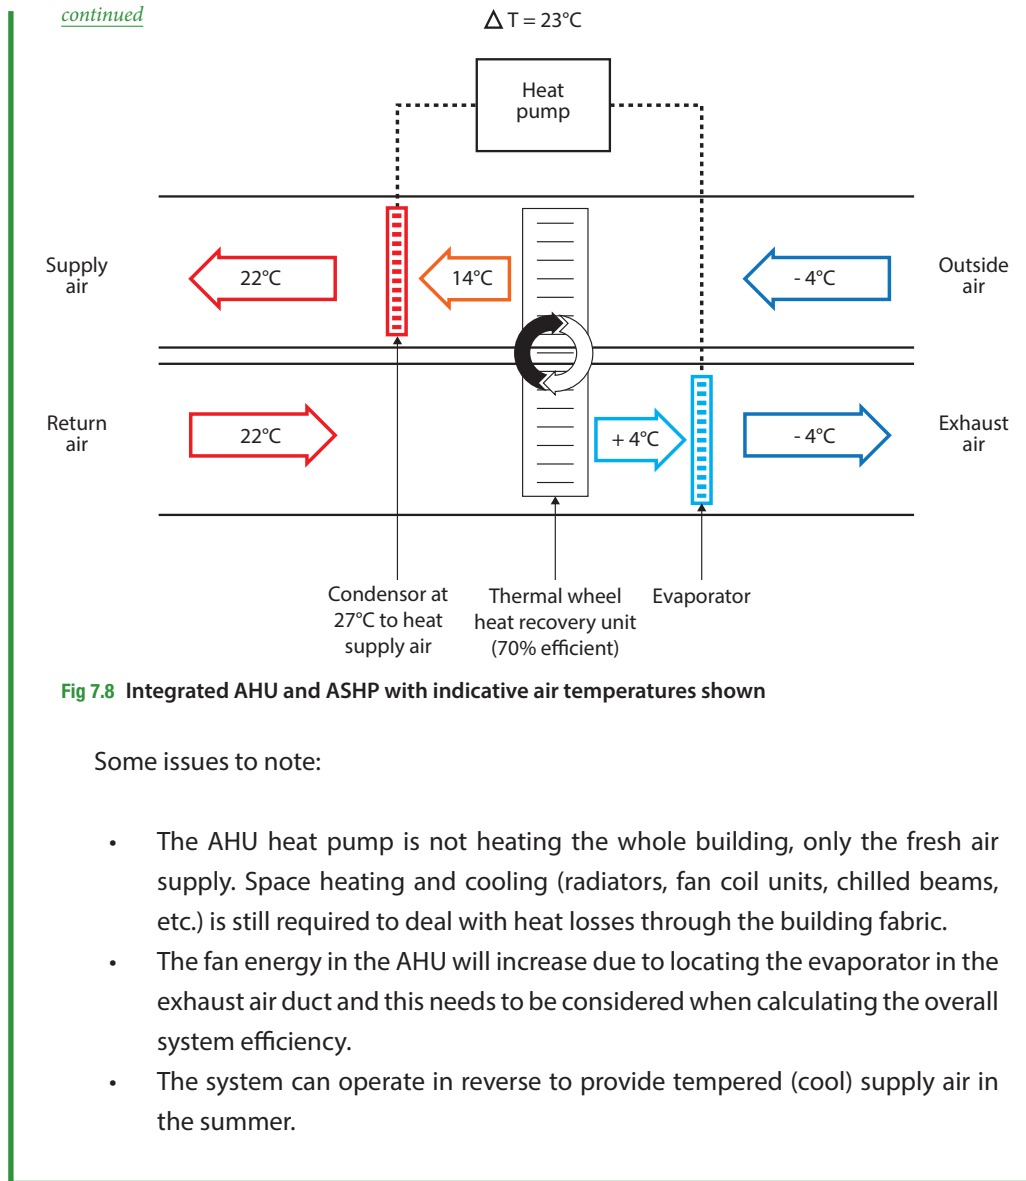 continued
Δ T = 23°C
Heat
pump
Supply
air
22°C
14°C
- 4°C
Outside
air
Return
air
22°C
+ 4°C
- 4°C
Exhaust
air
Condensor at
27°C to heat
supply air
Thermal wheel
heat recovery unit
(70% efficient)
Evaporator
Fig 7.8 Integrated AHU and ASHP with indicative air temperatures shown
Some issues to note:
• The AHU heat pump is not heating the whole building, only the fresh air
supply. Space heating and cooling (radiators, fan coil units, chilled beams,
etc.) is still required to deal with heat losses through the building fabric.
• The fan energy in the AHU will increase due to locating the evaporator in the
exhaust air duct and this needs to be considered when calculating the overall
system efficiency.
• The system can operate in reverse to provide tempered (cool) supply air in
the summer.